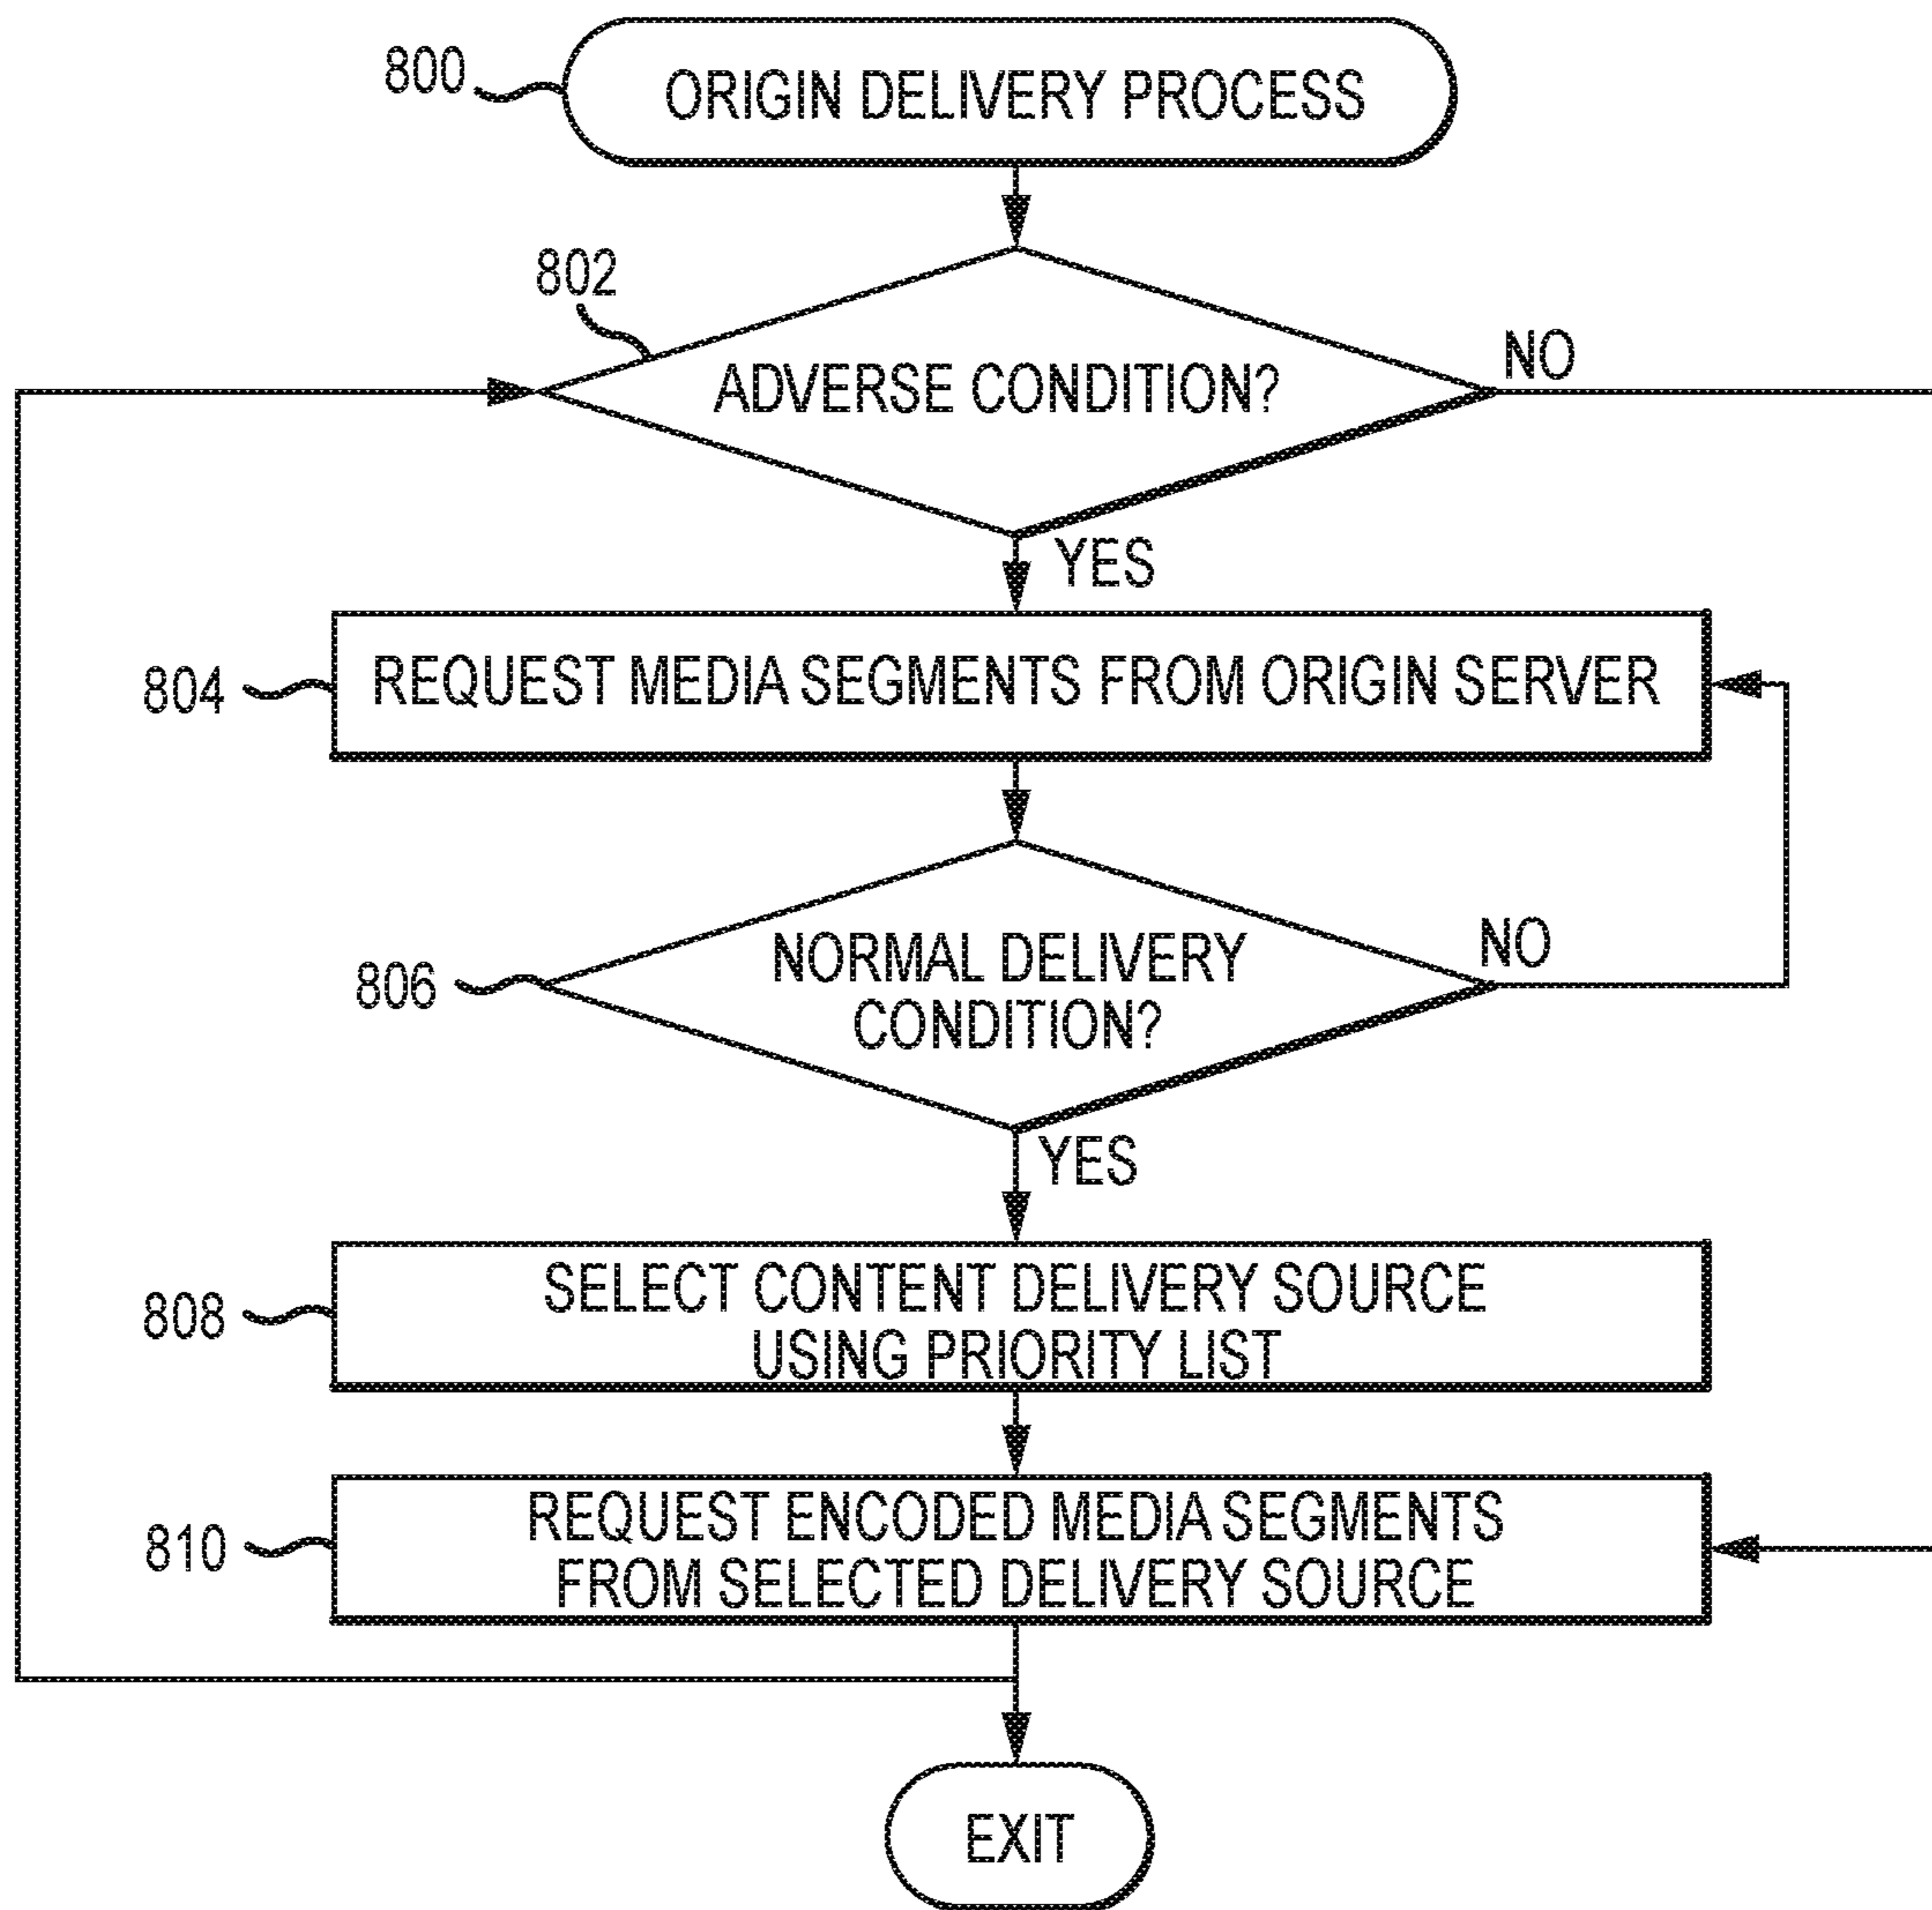 800
ORIGIN DELIVERY PROCESS
802
ADVERSE CONDITION?
NO
YES
804
REQUEST MEDIA SEGMENTS FROM ORIGIN SERVER
806
NORMAL DELIVERY
CONDITION?
NO
YES
808
SELECT CONTENT DELIVERY SOURCE
USING PRIORITY LIST
810
REQUEST ENCODED MEDIA SEGMENTS
FROM SELECTED DELIVERY SOURCE
EXIT